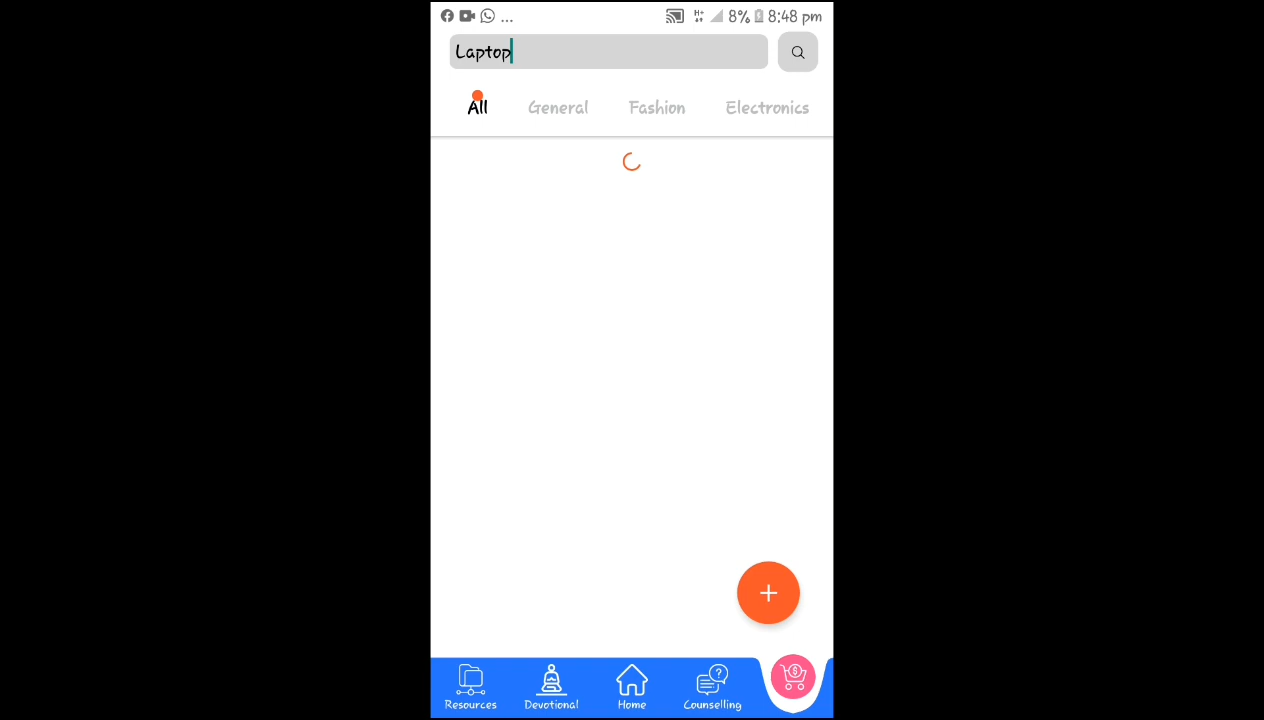 ... H+ 8% 8:48 pm
Laptop
All General Fashion Electronics
Resources Devotional Home Counselling